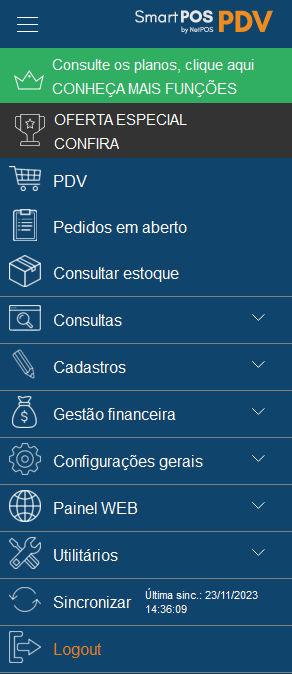 SmartPOS PDV
by NetPOS
Consulte os planos, clique aqui
CONHEÇA MAIS FUNÇÕES
OFERTA ESPECIAL
CONFIRA
PDV
Pedidos em aberto
Consultar estoque
Consultas
Cadastros
Gestão financeira
Configurações gerais
Painel WEB
Utilitários
Sincronizar
Última sinc.: 23/11/2023
14:36:09
Logout